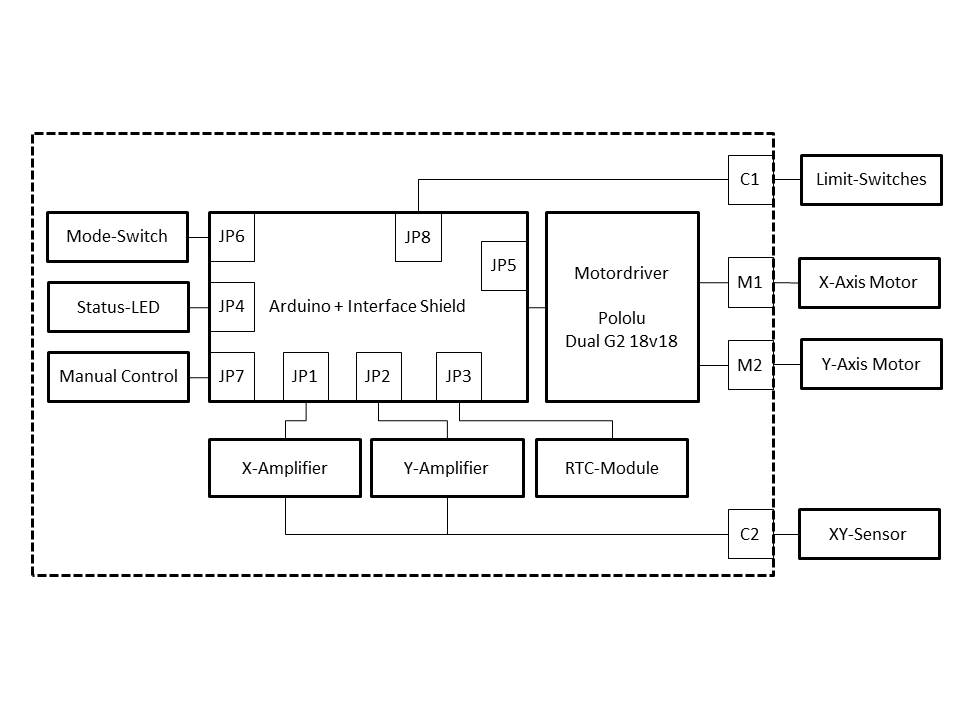 C1
Limit-Switches
Mode-Switch
JP6
JP8
JP5
Motordriver
M1
X-Axis Motor
Status-LED
JP4
Arduino + Interface Shield
Pololu
Dual G2 18v18
M2
Y-Axis Motor
Manual Control
JP7
JP1
JP2
JP3
X-Amplifier
Y-Amplifier
RTC-Module
C2
XY-Sensor